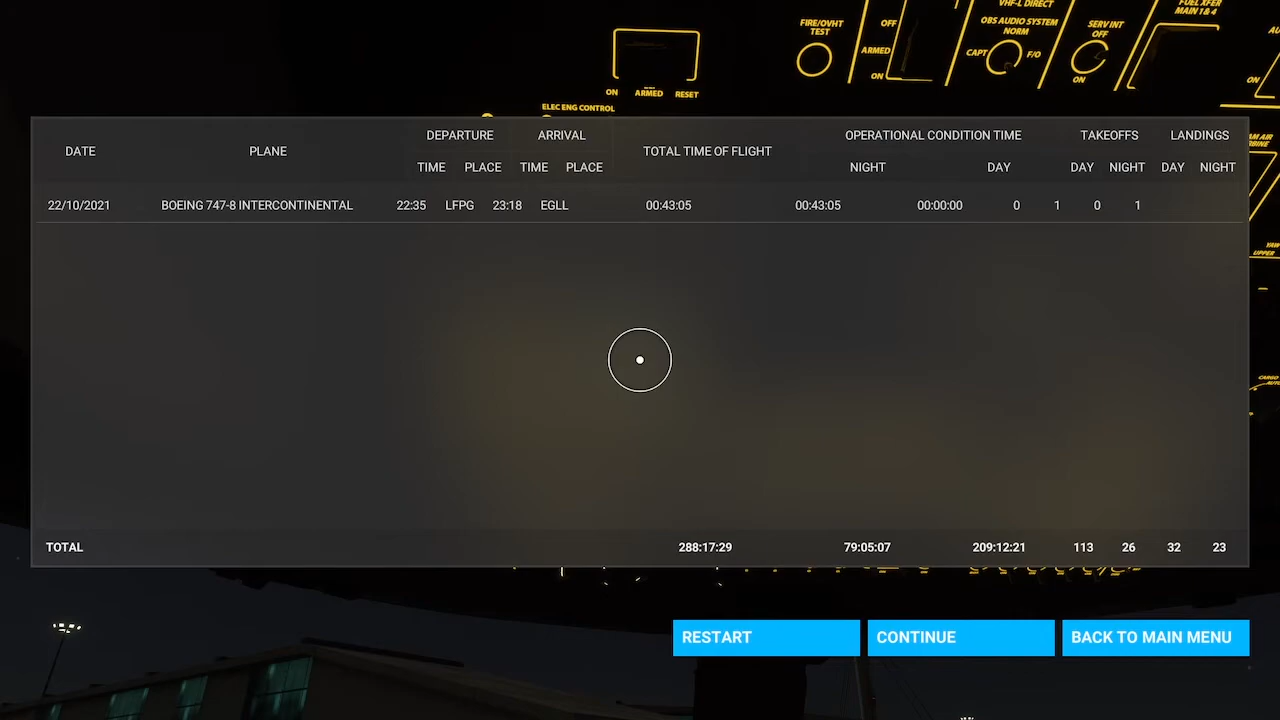 VHF-L DIRECT
FUEL XFER
MAIN 1& 4
FIRE/OVHT
TEST
OFF
ARMED
ON
OBS AUDIO SYSTEM
NORM
CAPT
F/O
SERV INT
OFF
ON
ON
ON ARMED RESET
ELEC ENG CONTROL
DATE PLANE DEPARTURE ARRIVAL TOTAL TIME OF FLIGHT OPERATIONAL CONDITION TIME TAKEOFFS LANDINGS
TIME PLACE TIME PLACE NIGHT DAY DAY NIGHT DAY NIGHT
22/10/2021 BOEING 747-8 INTERCONTINENTAL 22:35 LFPG 23:18 EGLL 00:43:05 00:43:05 00:00:00 0 1 0 1
UPPER
CARGO
TOTAL 288:17:29 79:05:07 209:12:21 113 26 32 23
RESTART CONTINUE BACK TO MAIN MENU